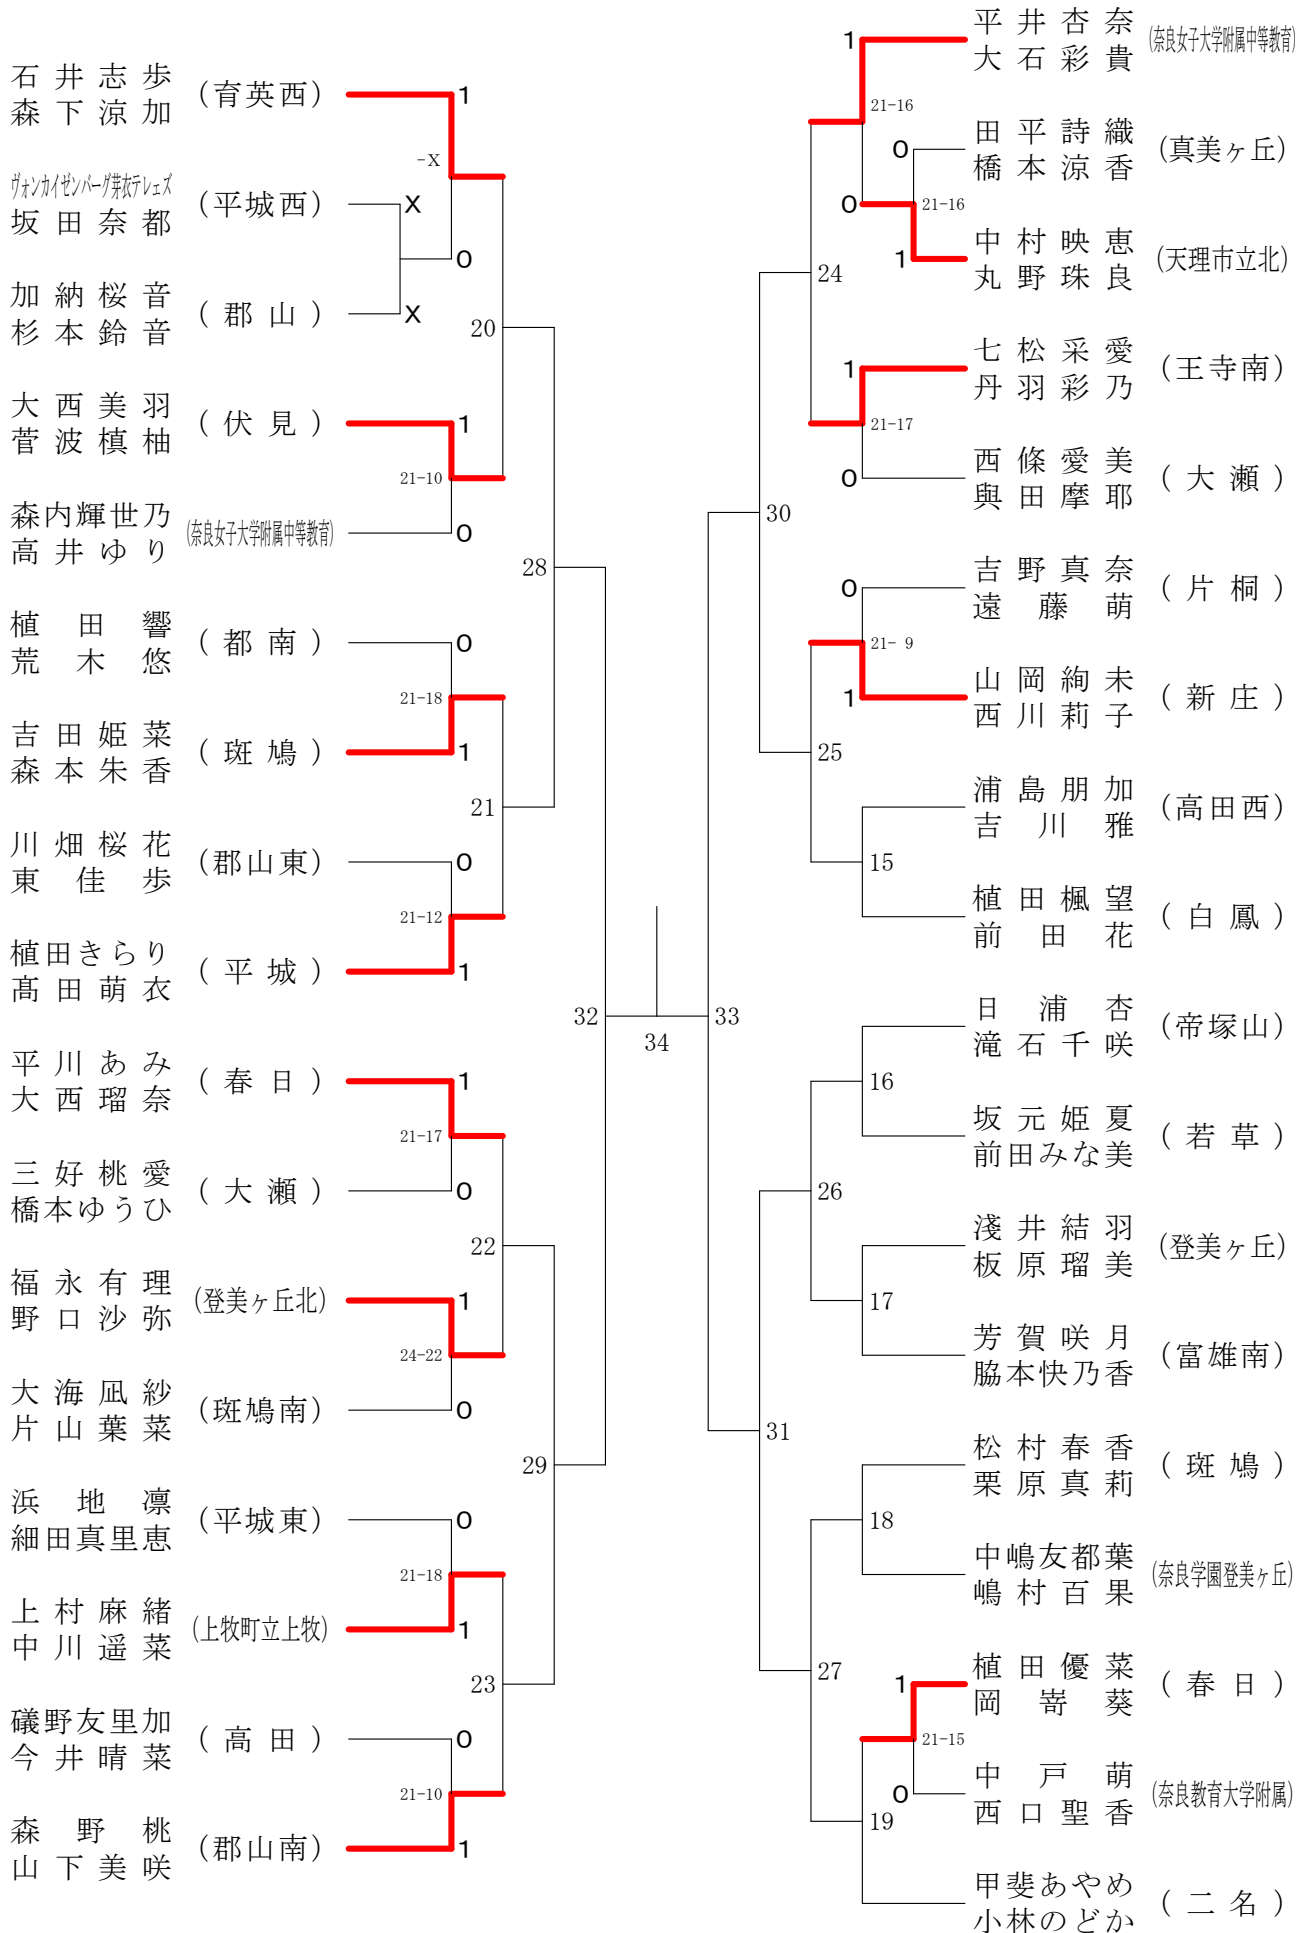 石井志歩
森下涼加
(育英西)
1
-X
ヴォンカイゼンバーグ芽衣テレェズ
坂田奈都
(平城西)
X
0
加納桜音
杉本鈴音
(郡山)
X
20
大西美羽
菅波槙柚
(伏見)
1
21-10
森内輝世乃
高井ゆり
(奈良女子大学附属中等教育)
0
28
植田響
荒木悠
(都南)
0
21-18
吉田姫菜
森本朱香
(斑鳩)
1
21
川畑桜花
東佳歩
(郡山東)
0
21-12
植田きらり
髙田萌衣
(平城)
1
32
平川あみ
大西瑠奈
(春日)
1
21-17
三好桃愛
橋本ゆうひ
(大瀬)
0
22
福永有理
野口沙弥
(登美ヶ丘北)
1
24-22
大海凪紗
片山葉菜
(斑鳩南)
0
29
浜地凛
細田真里恵
(平城東)
0
21-18
上村麻緒
中川遥菜
(上牧町立上牧)
1
23
礒野友里加
今井晴菜
(高田)
0
21-10
森野桃
山下美咲
(郡山南)
1
34
平井杏奈
大石彩貴
(奈良女子大学附属中等教育)
1
21-16
田平詩織
橋本涼香
(真美ヶ丘)
0
0
21-16
中村映恵
丸野珠良
(天理市立北)
1
24
七松采愛
丹羽彩乃
(王寺南)
1
21-17
西條愛美
與田摩耶
(大瀬)
0
30
吉野真奈
遠藤萌
(片桐)
0
21- 9
山岡絢未
西川莉子
(新庄)
1
25
浦島朋加
吉川雅
(高田西)
15
植田楓望
前田花
(白鳳)
33
日浦杏
滝石千咲
(帝塚山)
16
坂元姫夏
前田みな美
(若草)
26
淺井結羽
板原瑠美
(登美ヶ丘)
17
芳賀咲月
脇本快乃香
(富雄南)
31
松村春香
栗原真莉
(斑鳩)
18
中嶋友都葉
嶋村百果
(奈良学園登美ヶ丘)
27
植田優菜
岡嵜葵
(春日)
1
21-15
中戸萌
西口聖香
(奈良教育大学附属)
0
19
甲斐あやめ
小林のどか
(二名)